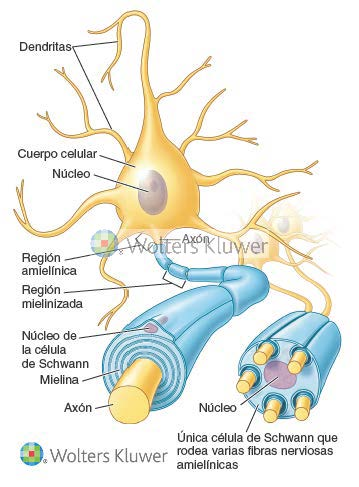 Dendritas
Cuerpo celular
Núcleo
Axón
Wolters Kluwer
Región
amielínica
Región
mielinizada
Núcleo de
la célula
de Schwann
Mielina
Axón
Núcleo
Única célula de Schwann que
rodea varias fibras nerviosas
amielínicas
Wolters Kluwer